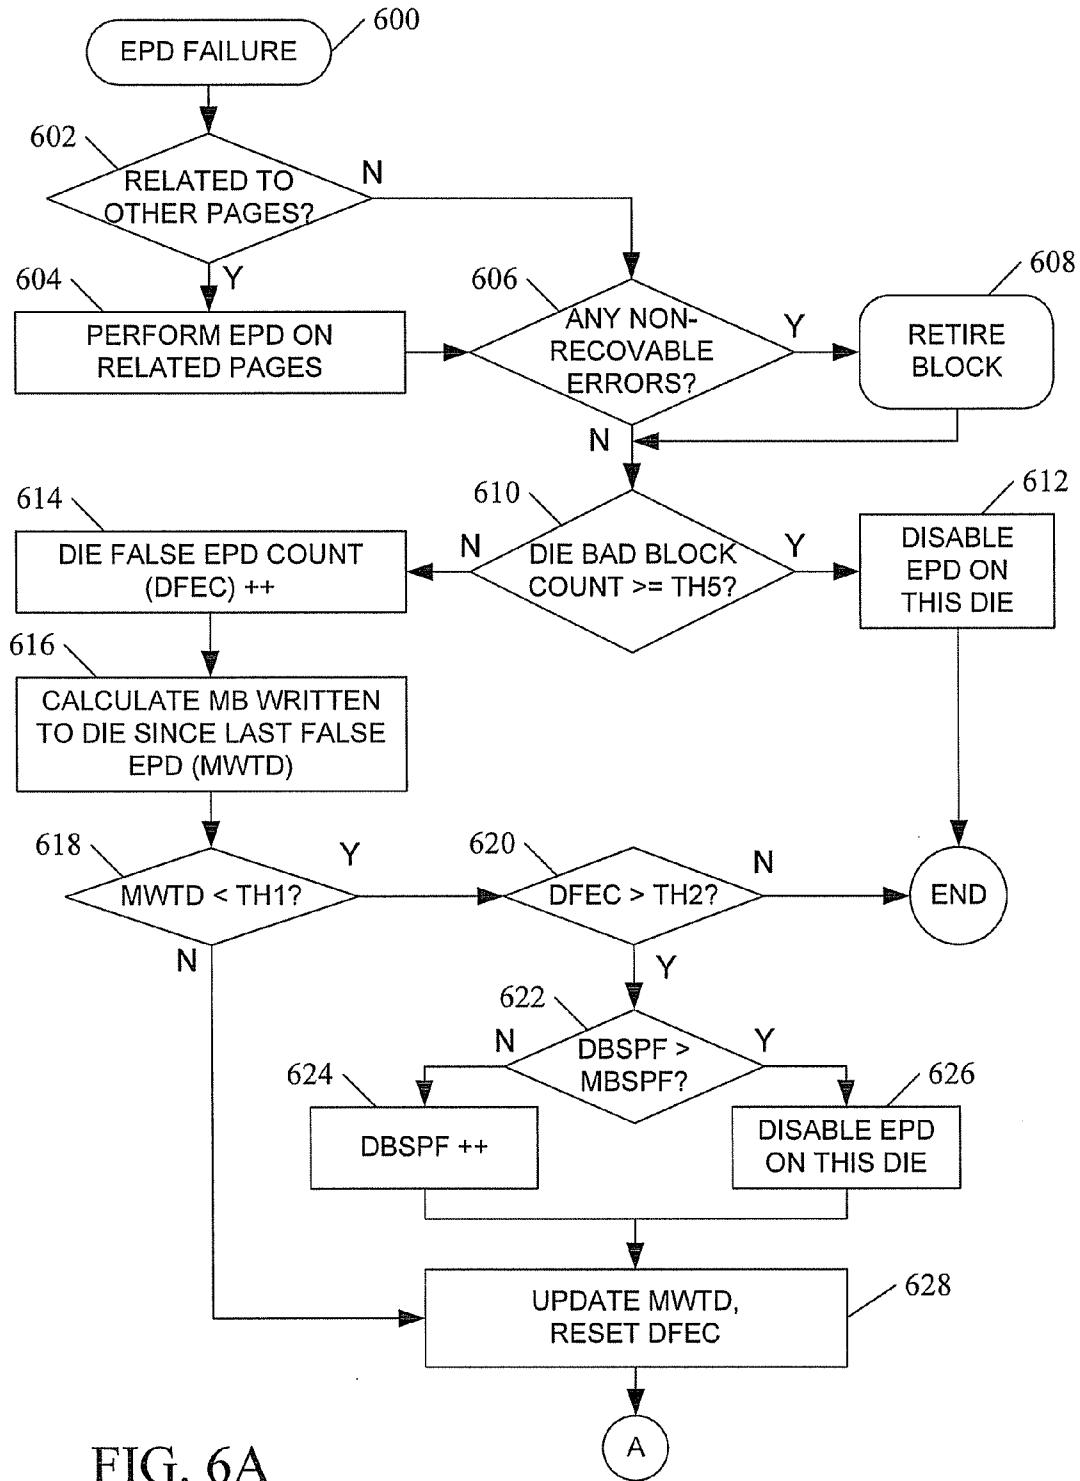 600
EPD FAILURE
602
RELATED TO
OTHER PAGES?
N
Y
604
PERFORM EPD ON
RELATED PAGES
606
ANY NON-
RECOVABLE
ERRORS?
Y
N
608
RETIRE
BLOCK
610
DIE BAD BLOCK
COUNT >= TH5?
N
Y
612
DISABLE
EPD ON
THIS DIE
614
DIE FALSE EPD COUNT
(DFEC) ++
616
CALCULATE MB WRITTEN
TO DIE SINCE LAST FALSE
EPD (MWTD)
618
MWTD < TH1?
Y
N
620
DFEC > TH2?
N
Y
END
622
DBSPF >
MBSPF?
N
Y
624
DBSPF ++
626
DISABLE EPD
ON THIS DIE
628
UPDATE MWTD,
RESET DFEC
A
FIG. 6A